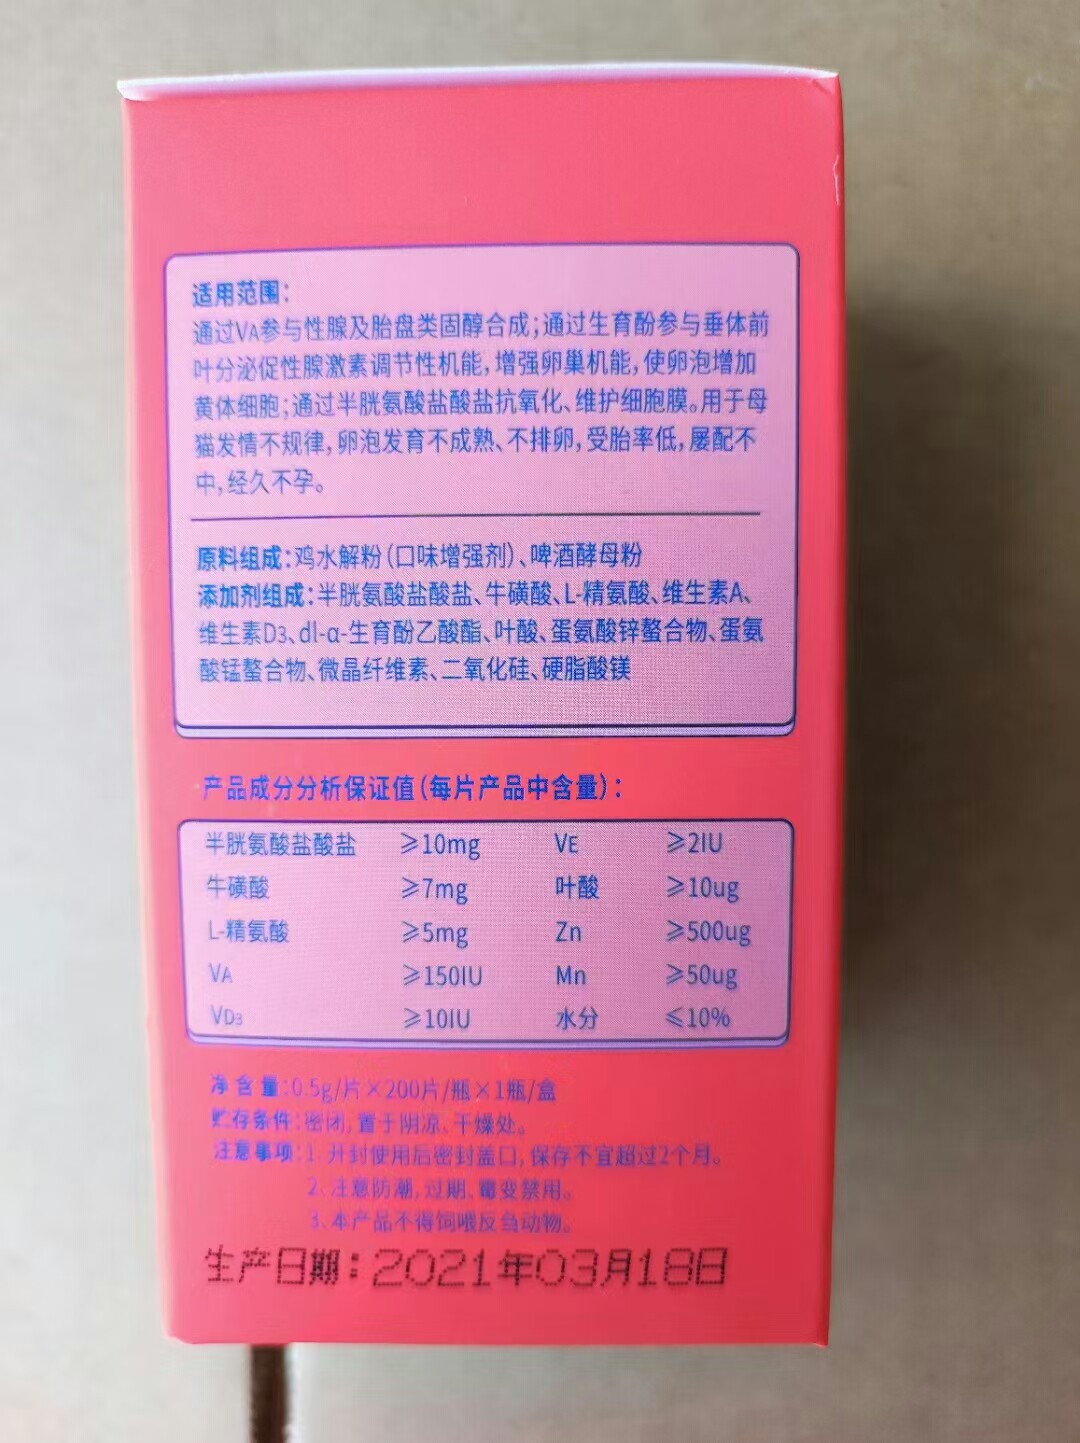 适用范围：
通过VA参与性腺及胎盘类固醇合成；通过生育酚参与垂体前
叶分泌促性腺激素调节性机能，增强卵巢机能，使卵泡增加
黄体细胞；通过半胱氨酸盐酸盐抗氧化、维护细胞膜。用于母
猫发情不规律，卵泡发育不成熟、不排卵，受胎率低，屡配不
中，经久不孕。
原料组成：鸡水解粉（口味增强剂）、啤酒酵母粉
添加剂组成：半胱氨酸盐酸盐、牛磺酸、L-精氨酸、维生素A、
维生素D3、dl-α-生育酚乙酸酯、叶酸、蛋氨酸锌螯合物、蛋氨
酸锰螯合物、微晶纤维素、二氧化硅、硬脂酸镁
产品成分分析保证值（每片产品中含量）：
半胱氨酸盐酸盐 ≥10mg VE ≥2IU
牛磺酸 ≥7mg 叶酸 ≥10ug
L-精氨酸 ≥5mg Zn ≥500ug
VA ≥150IU Mn ≥50ug
VD3 ≥10IU 水分 ≤10%
净含量：0.5g/片×200片/瓶×1瓶/盒
贮存条件：密闭，置于阴凉、干燥处。
注意事项：1. 开封使用后密封盖口，保存不宜超过2个月。
2. 注意防潮，过期、霉变禁用。
3. 本产品不得饲喂反刍动物。
生产日期：2021年03月18日